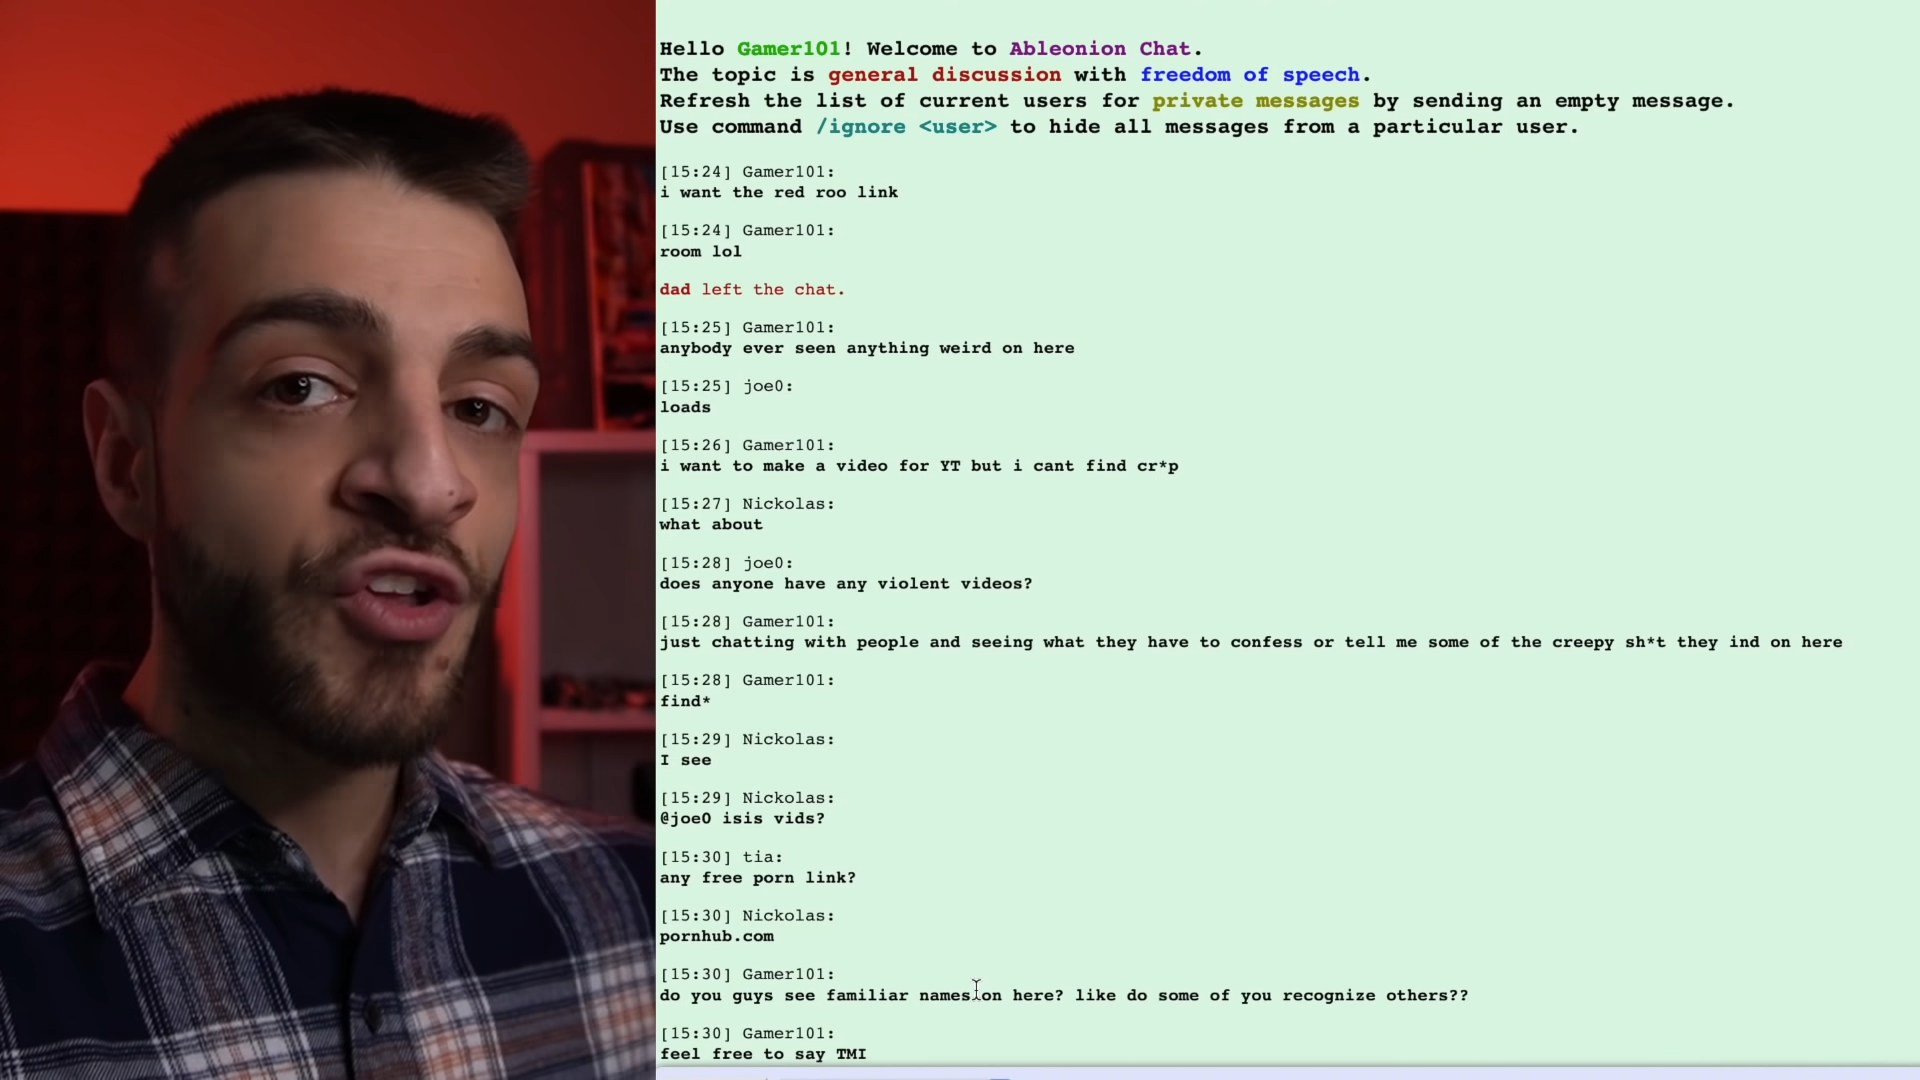 Hello Gamer101! Welcome to Ableonion Chat.
The topic is general discussion with freedom of speech.
Refresh the list of current users for private messages by sending an empty message.
Use command /ignore <user> to hide all messages from a particular user.
[15:24] Gamer101:
i want the red roo link
[15:24] Gamer101:
room lol
dad left the chat.
[15:25] Gamer101:
anybody ever seen anything weird on here
[15:25] joe0:
loads
[15:26] Gamer101:
i want to make a video for YT but i cant find cr*p
[15:27] Nickolas:
what about
[15:28] joe0:
does anyone have any violent videos?
[15:28] Gamer101:
just chatting with people and seeing what they have to confess or tell me some of the creepy sh*t they ind on here
[15:28] Gamer101:
find*
[15:29] Nickolas:
I see
[15:29] Nickolas:
@joeO isis vids?
[15:30] tia:
any free porn link?
[15:30] Nickolas:
pornhub.com
[15:30] Gamer101:
do you guys see familiar names on here? like do some of you recognize others??
[15:30] Gamer101:
feel free to say TMI